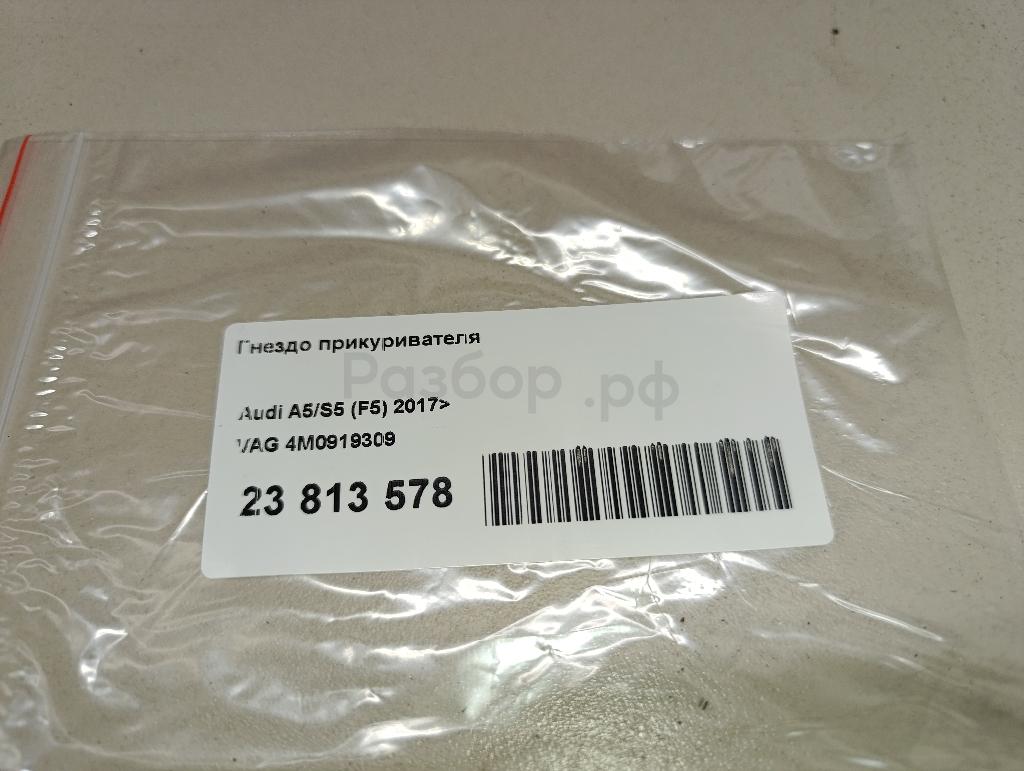 Гнездо прикуривателя
Разбор.рф
Audi A5/S5 (F5) 2017>
VAG 4M0919309
23 813 578